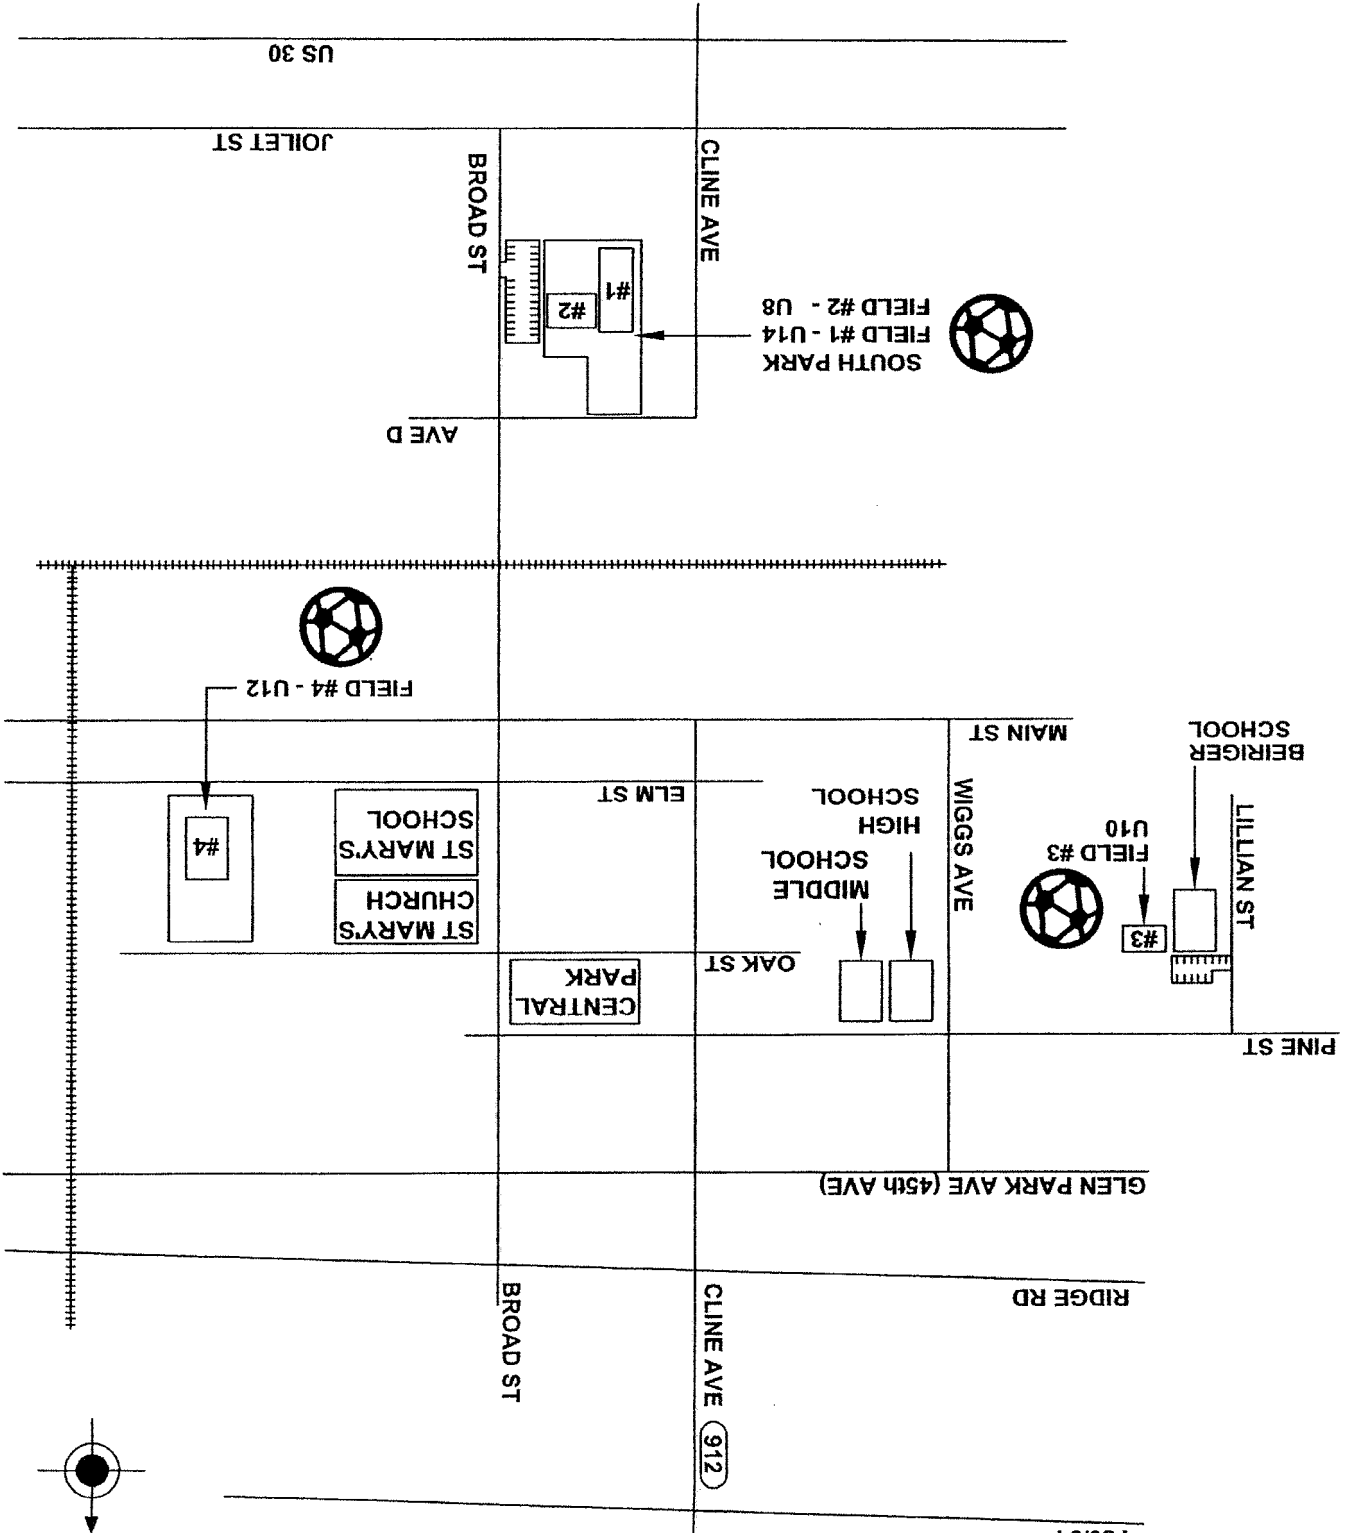 912
CLINE AVE
BROAD ST
RIDGE RD
GLEN PARK AVE (45th AVE)
PINE ST
CENTRAL
PARK
OAK ST
#3
LILLIAN ST
FIELD #3
U10
BEIRIGER
SCHOOL
WIGGS AVE
MIDDLE
SCHOOL
HIGH
SCHOOL
ST MARY'S
CHURCH
ST MARY'S
SCHOOL
#4
ELM ST
MAIN ST
FIELD #4 - U12
AVE D
SOUTH PARK
FIELD #1 - U14
FIELD #2 - U8
#2
#1
CLINE AVE
BROAD ST
JOILET ST
US 30